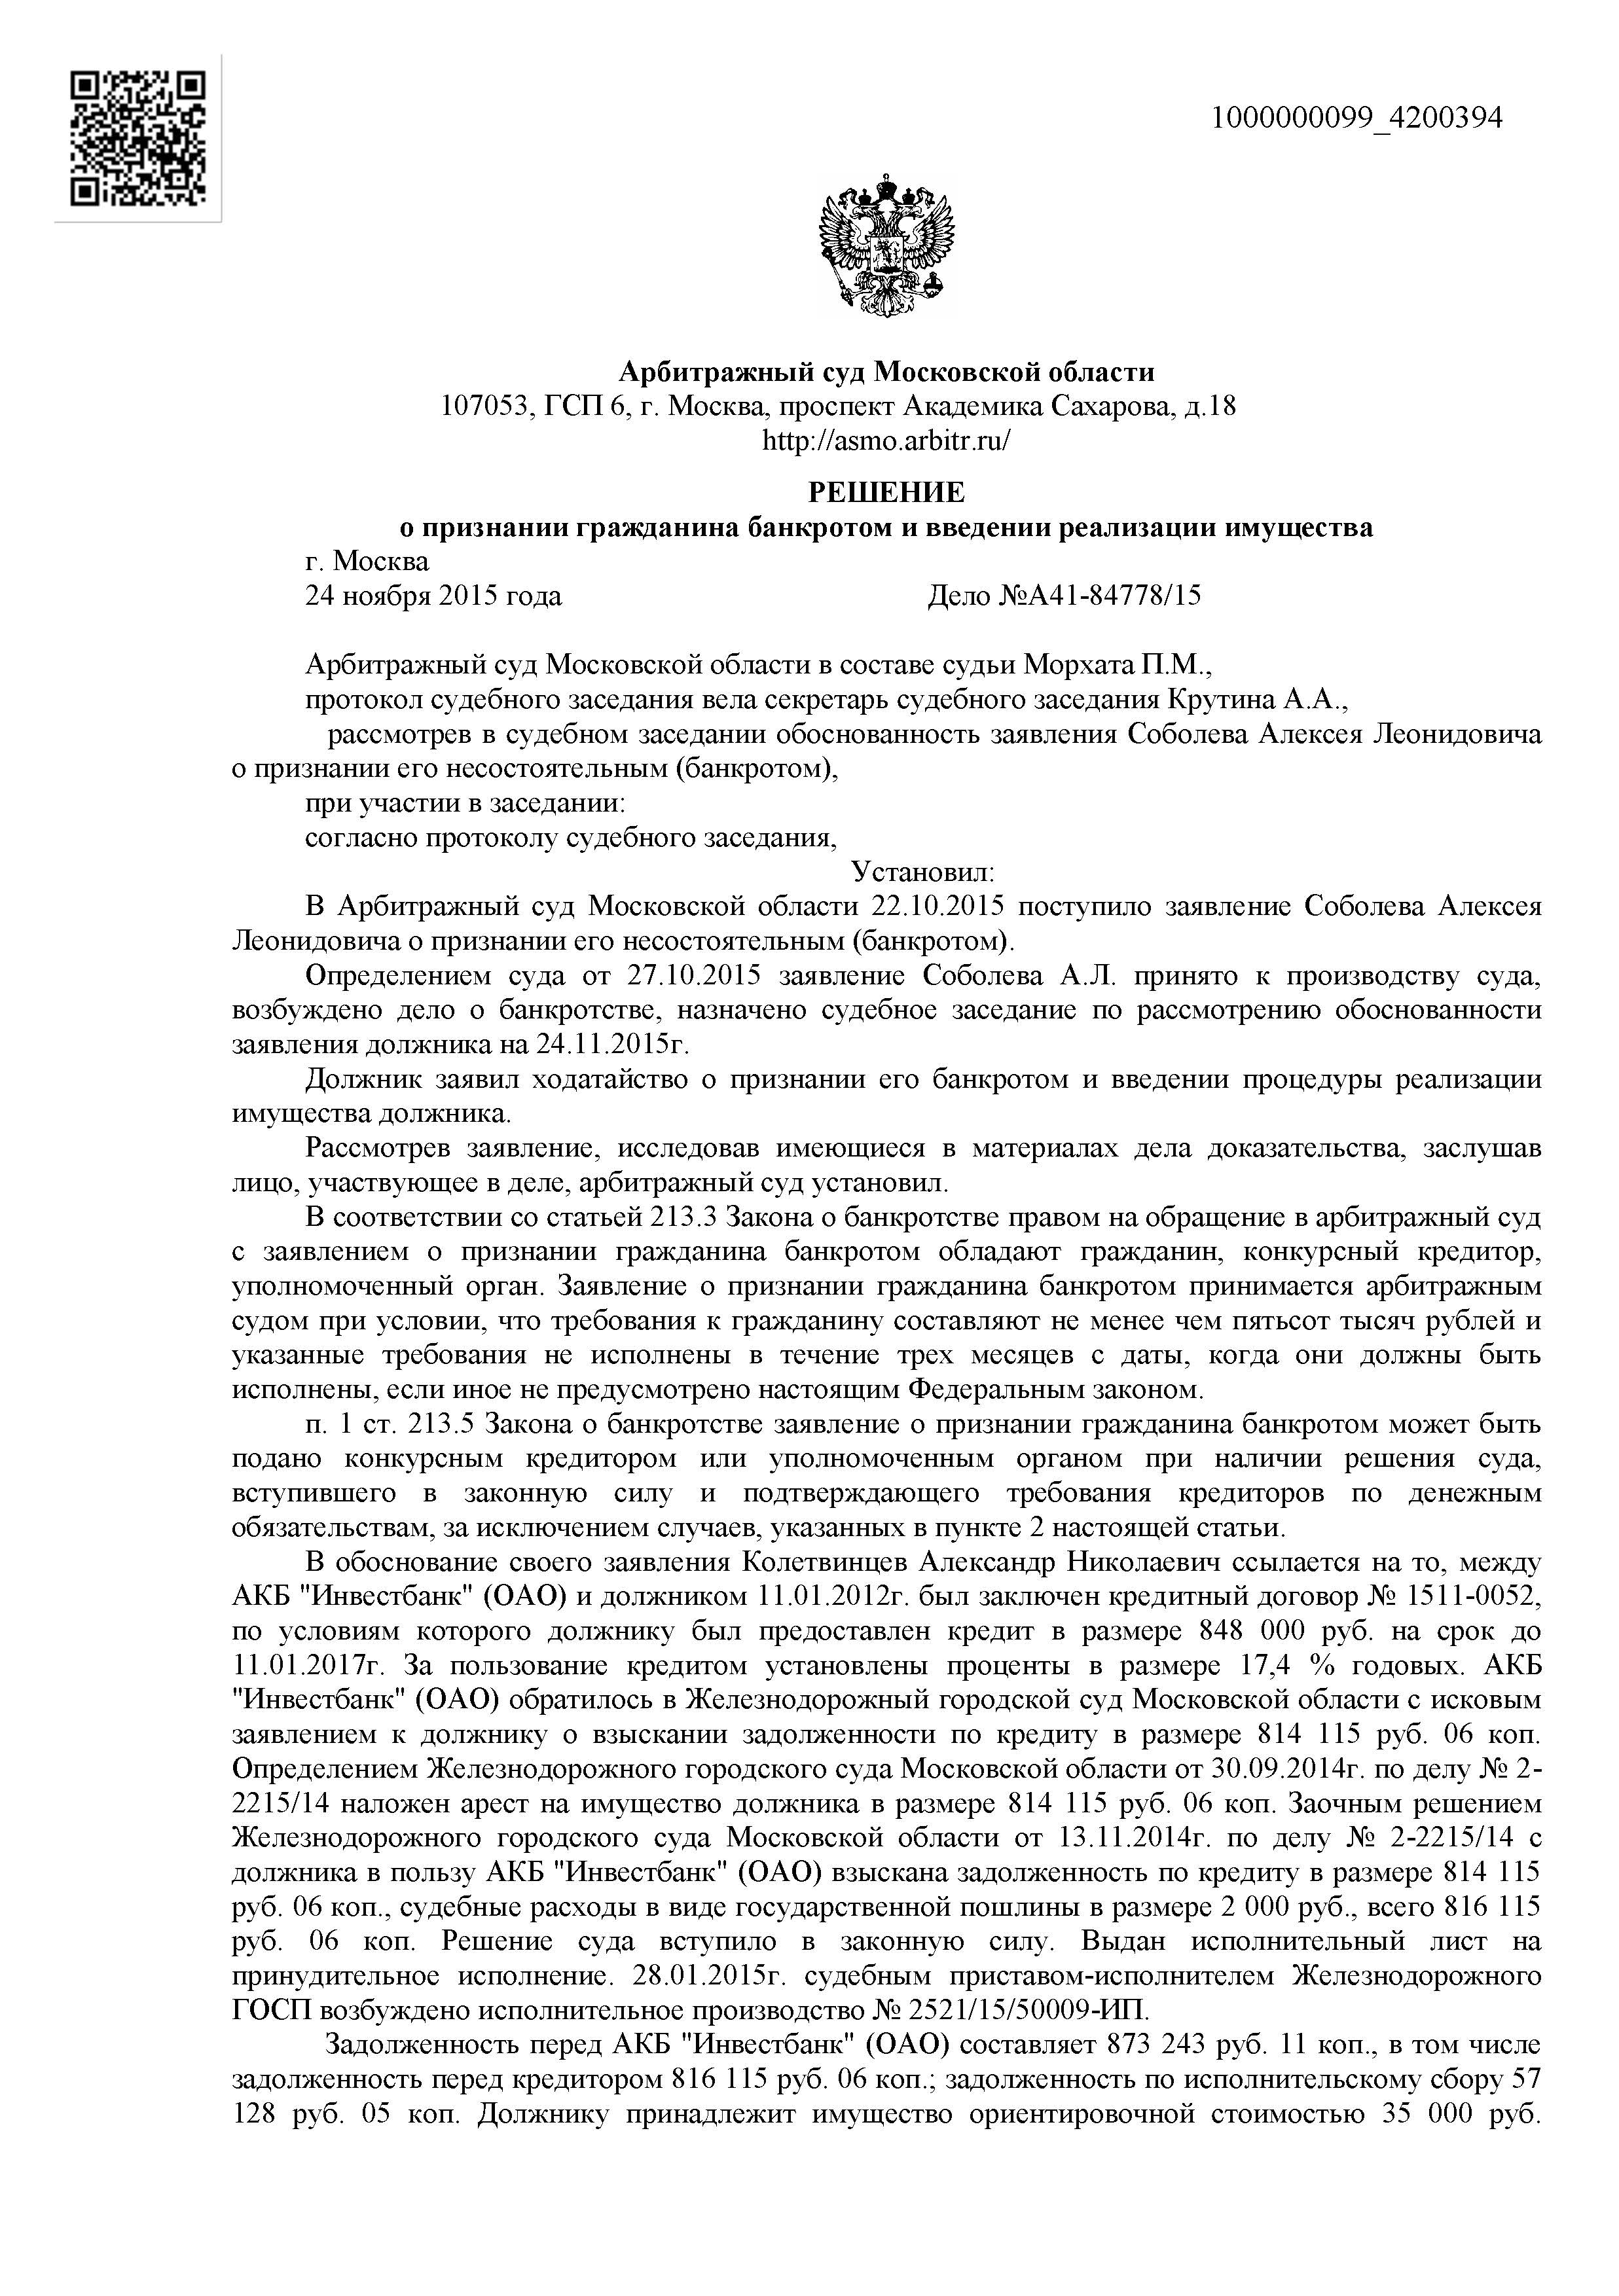 1000000099_4200394
Арбитражный суд Московской области
107053, ГСП 6, г. Москва, проспект Академика Сахарова, д.18
http://asmo.arbitr.ru/
РЕШЕНИЕ
о признании гражданина банкротом и введении реализации имущества
г. Москва
24 ноября 2015 года Дело №А41-84778/15
Арбитражный суд Московской области в составе судьи Морхата П.М.,
протокол судебного заседания вела секретарь судебного заседания Крутина А.А.,
рассмотрев в судебном заседании обоснованность заявления Соболева Алексея Леонидовича
о признании его несостоятельным (банкротом),
при участии в заседании:
согласно протоколу судебного заседания,
Установил:
В Арбитражный суд Московской области 22.10.2015 поступило заявление Соболева Алексея
Леонидовича о признании его несостоятельным (банкротом).
Определением суда от 27.10.2015 заявление Соболева А.Л. принято к производству суда,
возбуждено дело о банкротстве, назначено судебное заседание по рассмотрению обоснованности
заявления должника на 24.11.2015г.
Должник заявил ходатайство о признании его банкротом и введении процедуры реализации
имущества должника.
Рассмотрев заявление, исследовав имеющиеся в материалах дела доказательства, заслушав
лицо, участвующее в деле, арбитражный суд установил.
В соответствии со статьей 213.3 Закона о банкротстве правом на обращение в арбитражный суд
с заявлением о признании гражданина банкротом обладают гражданин, конкурсный кредитор,
уполномоченный орган. Заявление о признании гражданина банкротом принимается арбитражным
судом при условии, что требования к гражданину составляют не менее чем пятьсот тысяч рублей и
указанные требования не исполнены в течение трех месяцев с даты, когда они должны быть
исполнены, если иное не предусмотрено настоящим Федеральным законом.
п. 1 ст. 213.5 Закона о банкротстве заявление о признании гражданина банкротом может быть
подано конкурсным кредитором или уполномоченным органом при наличии решения суда,
вступившего в законную силу и подтверждающего требования кредиторов по денежным
обязательствам, за исключением случаев, указанных в пункте 2 настоящей статьи.
В обоснование своего заявления Колетвинцев Александр Николаевич ссылается на то, между
АКБ "Инвестбанк" (ОАО) и должником 11.01.2012г. был заключен кредитный договор № 1511-0052,
по условиям которого должнику был предоставлен кредит в размере 848 000 руб. на срок до
11.01.2017г. За пользование кредитом установлены проценты в размере 17,4 % годовых. АКБ
"Инвестбанк" (ОАО) обратилось в Железнодорожный городской суд Московской области с исковым
заявлением к должнику о взыскании задолженности по кредиту в размере 814 115 руб. 06 коп.
Определением Железнодорожного городского суда Московской области от 30.09.2014г. по делу № 2-
2215/14 наложен арест на имущество должника в размере 814 115 руб. 06 коп. Заочным решением
Железнодорожного городского суда Московской области от 13.11.2014г. по делу № 2-2215/14 с
должника в пользу АКБ "Инвестбанк" (ОАО) взыскана задолженность по кредиту в размере 814 115
руб. 06 коп., судебные расходы в виде государственной пошлины в размере 2 000 руб., всего 816 115
руб. 06 коп. Решение суда вступило в законную силу. Выдан исполнительный лист на
принудительное исполнение. 28.01.2015г. судебным приставом-исполнителем Железнодорожного
ГОСП возбуждено исполнительное производство № 2521/15/50009-ИП.
Задолженность перед АКБ "Инвестбанк" (ОАО) составляет 873 243 руб. 11 коп., в том числе
задолженность перед кредитором 816 115 руб. 06 коп.; задолженность по исполнительскому сбору 57
128 руб. 05 коп. Должнику принадлежит имущество ориентировочной стоимостью 35 000 руб.